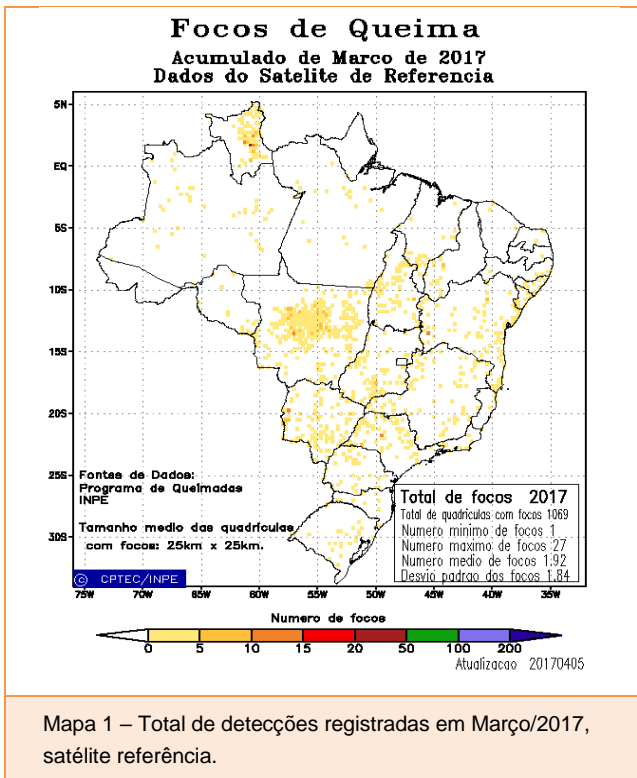 Focos de Queima
Acumulado de Marco de 2017
Dados do Satelite de Referencia
5N
EQ
5S
10S
15S
20S
25S
30S
Fontes de Dados:
Programa de Queimadas
INPE
Tamanho medio das quadriculas
com focos: 25km x 25km.
© CPTEC/INPE
Total de focos 2017
Total de quadriculas com focos 1069
Numero minimo de focos 1
Numero maximo de focos 27
Numero medio de focos 1.92
Desvio padrao dos focos 1.84
75W 70W 65W 60W 55W 50W 45W 40W 35W
Numero de focos
0 5 10 15 20 50 100 200
Atualizacao 20170405
Mapa 1 – Total de detecções registradas em Março/2017,
satélite referência.